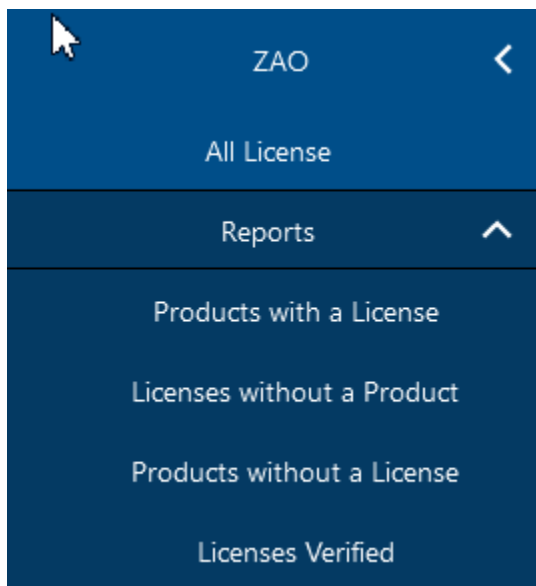 ZAO
All License
Reports
Products with a License
Licenses without a Product
Products without a License
Licenses Verified